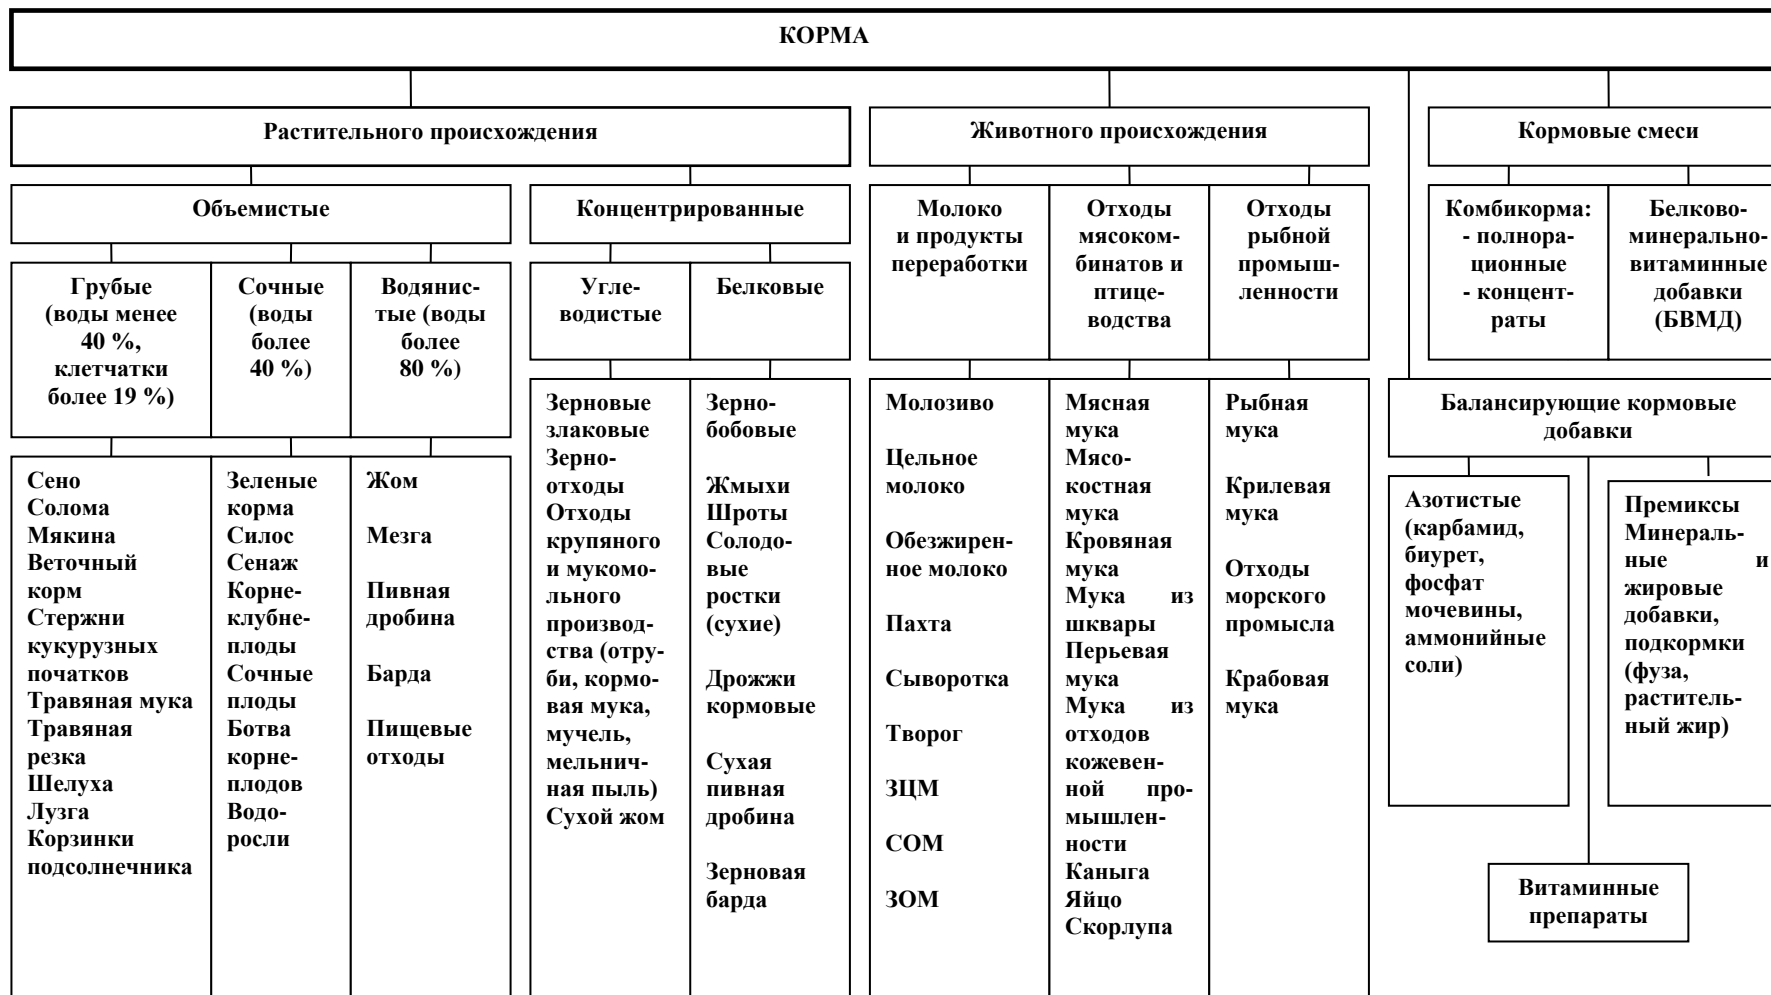 КОРМА
Растительного происхождения
Животного происхождения
Кормовые смеси
Объемистые
Концентрированные
Молоко
и продукты
переработки
Отходы
мясоком-
бинатов и
птице-
водства
Отходы
рыбной
промыш-
ленности
Комбикорма:
- полнора-
ционные
- концент-
раты
Белково-
минерально-
витаминные
добавки
(БВМД)
Грубые
(воды менее
40 %,
клетчатки
более 19 %)
Сочные
(воды
более
40 %)
Водянис-
тые (воды
более
80 %)
Угле-
водистые
Белковые
Сено
Солома
Мякина
Веточный
корм
Стержни
кукурузных
початков
Травяная мука
Травяная
резка
Шелуха
Лузга
Корзинки
подсолнечника
Зеленые
корма
Силос
Сенаж
Корне-
клубне-
плоды
Сочные
плоды
Ботва
корне-
плодов
Водо-
росли
Жом
Мезга
Пивная
дробина
Барда
Пищевые
отходы
Зерновые
злаковые
Зерно-
отходы
Отходы
крупяного
и мукомо-
льного
производ-
ства (отру-
би, кормо-
вая мука,
мучель,
мельнич-
ная пыль)
Сухой жом
Зерно-
бобовые
Жмыхи
Шроты
Солодо-
вые
ростки
(сухие)
Дрожжи
кормовые
Сухая
пивная
дробина
Зерновая
барда
Молозиво
Цельное
молоко
Обезжирен-
ное молоко
Пахта
Сыворотка
Творог
ЗЦМ
СОМ
ЗОМ
Мясная
мука
Мясо-
костная
мука
Кровяная
мука
Мука из
шквары
Перьевая
мука
Мука из
отходов
кожевен-
ной про-
мышлен-
ности
Каныга
Яйцо
Скорлупа
Рыбная
мука
Крилевая
мука
Отходы
морского
промысла
Крабовая
мука
Балансирующие кормовые
добавки
Азотистые
(карбамид,
биурет,
фосфат
мочевины,
аммонийные
соли)
Премиксы
Минераль-
ные и
жировые
добавки,
подкормки
(фуза,
раститель-
ный жир)
Витаминные
препараты